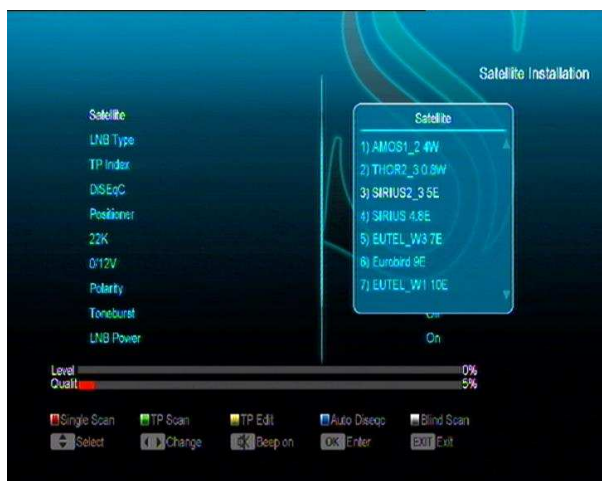 Satellite Installation
Satellite
LNB Type
TP Index
DiSEqC
Positioner
22K
0/12V
Polarity
Toneburst
LNB Power
Satellite
1) AMOS1_2 4W
2) THOR2_3 0.8W
3) SIRIUS2_3 5E
4) SIRIUS 4.8E
5) EUTEL_W3 7E
6) Eurobird 9E
7) EUTEL_W1 10E
Off
On
Level 0%
Qualit 5%
Single Scan TP Scan TP Edit Auto Diseqc Blind Scan
Select Change Beep on OK Enter EXIT Exit